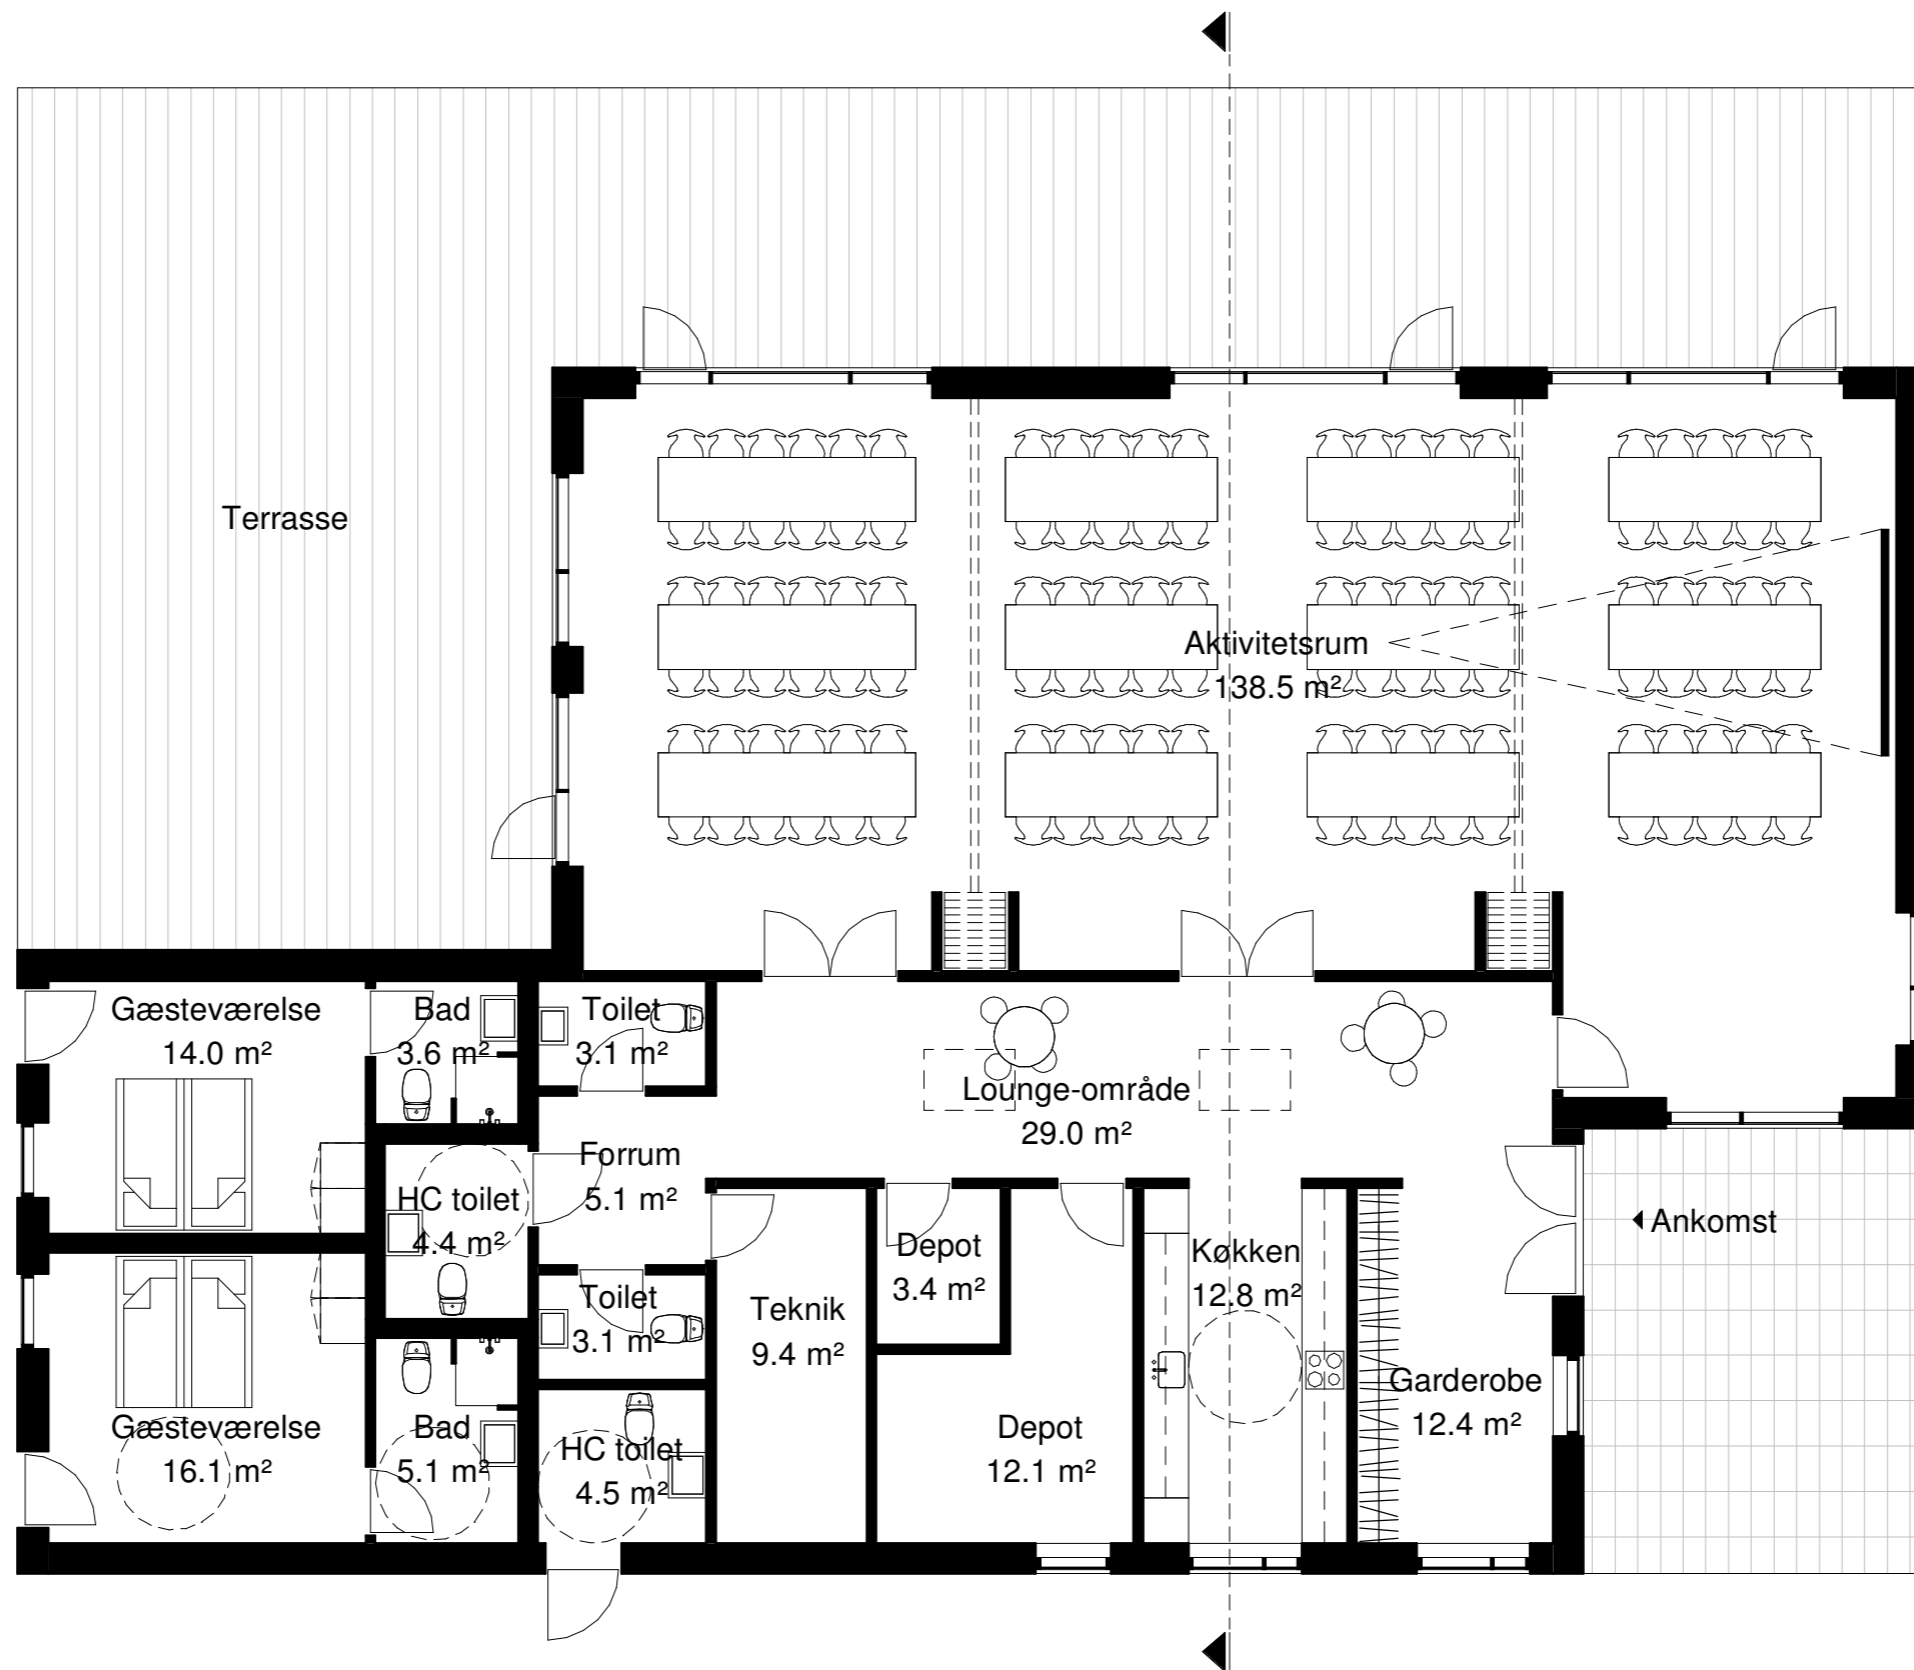 Terrasse
Aktivitetsrum
138.5 m²
Gæsteværelse
14.0 m²
Bad
3.6 m²
Toilet
3.1 m²
Lounge-område
29.0 m²
Forrum
5.1 m²
HC toilet
4.4 m²
Ankomst
Depot
3.4 m²
Køkken
12.8 m²
Toilet
3.1 m²
Teknik
9.4 m²
Garderobe
12.4 m²
Gæsteværelse
16.1 m²
Bad
5.1 m²
HC toilet
4.5 m²
Depot
12.1 m²